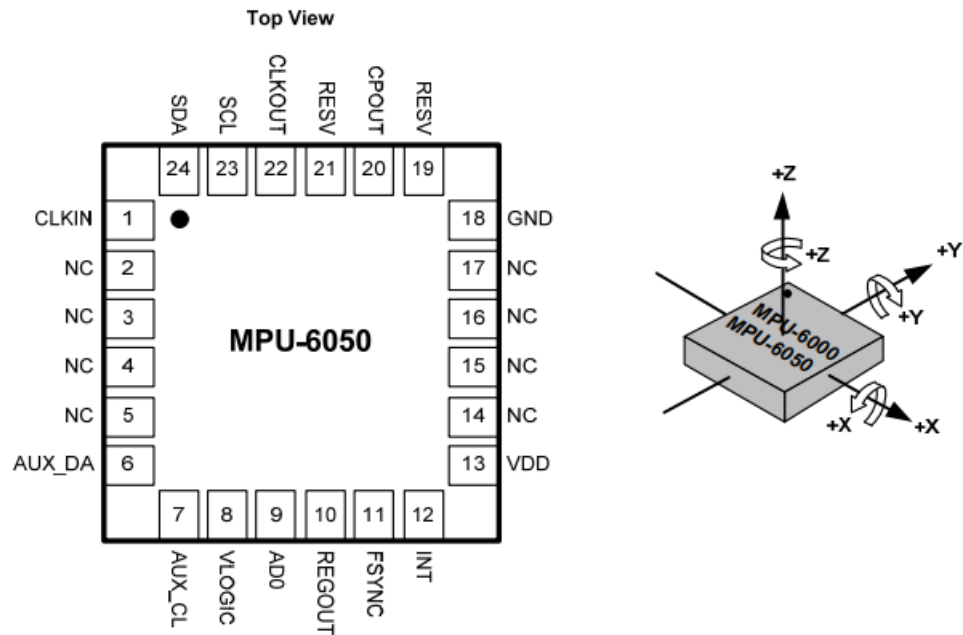 Top View
SDA
SCL
CLKOUT
RESV
CPOUT
RESV
24 23 22 21 20 19
CLKIN 1 18 GND
NC 2 17 NC
NC 3 16 NC
MPU-6050
NC 4 15 NC
NC 5 14 NC
AUX_DA 6 13 VDD
7 8 9 10 11 12
AUX_CL
VLOGIC
AD0
REGOUT
FSYNC
INT
+Z
+Z
+Y
+Y
MPU-6000
MPU-6050
+X
+X